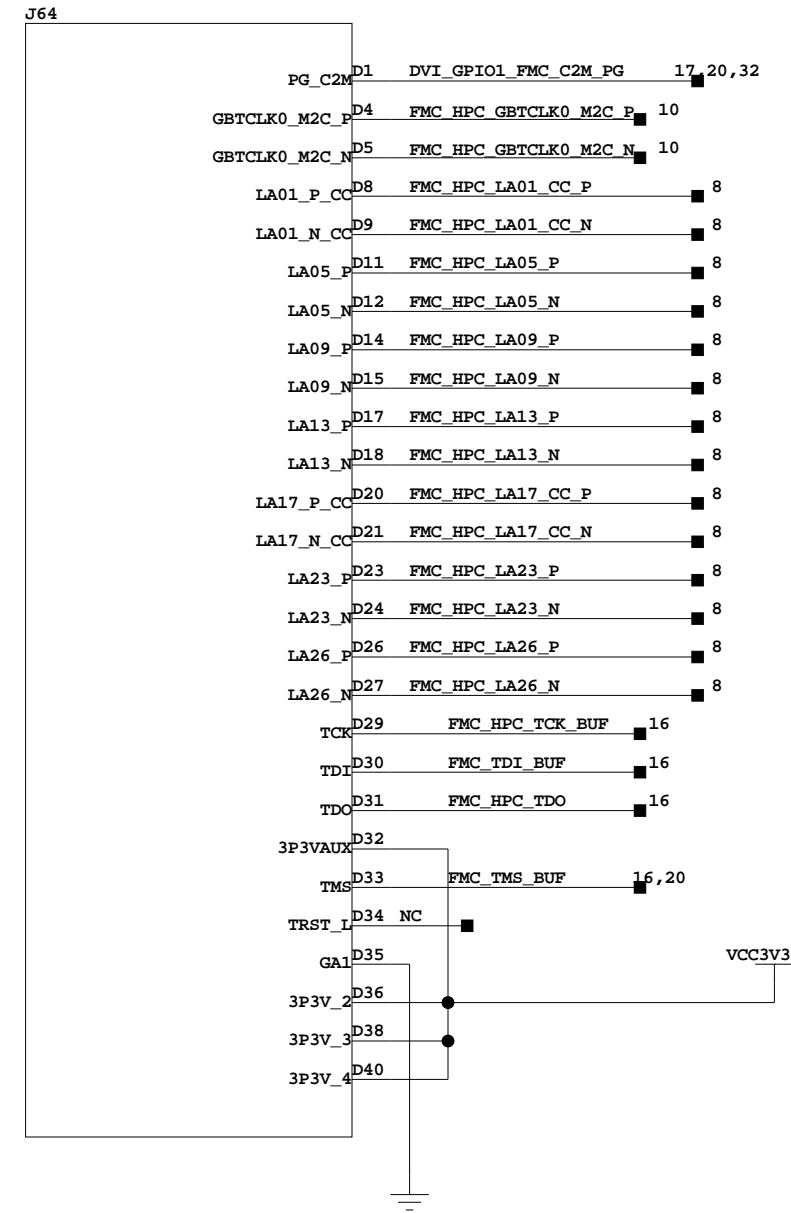 J64
PG_C2M D1 DVI_GPIO1_FMC_C2M_PG 17,20,32
GBTCLK0_M2C_P D4 FMC_HPC_GBTCLK0_M2C_P 10
GBTCLK0_M2C_N D5 FMC_HPC_GBTCLK0_M2C_N 10
LA01_P_CC D8 FMC_HPC_LA01_CC_P 8
LA01_N_CC D9 FMC_HPC_LA01_CC_N 8
LA05_P D11 FMC_HPC_LA05_P 8
LA05_N D12 FMC_HPC_LA05_N 8
LA09_P D14 FMC_HPC_LA09_P 8
LA09_N D15 FMC_HPC_LA09_N 8
LA13_P D17 FMC_HPC_LA13_P 8
LA13_N D18 FMC_HPC_LA13_N 8
LA17_P_CC D20 FMC_HPC_LA17_CC_P 8
LA17_N_CC D21 FMC_HPC_LA17_CC_N 8
LA23_P D23 FMC_HPC_LA23_P 8
LA23_N D24 FMC_HPC_LA23_N 8
LA26_P D26 FMC_HPC_LA26_P 8
LA26_N D27 FMC_HPC_LA26_N 8
TCK D29 FMC_HPC_TCK_BUF 16
TDI D30 FMC_TDI_BUF 16
TDO D31 FMC_HPC_TDO 16
3P3VAUX D32
TMS D33 FMC_TMS_BUF 16,20
TRST_L D34 NC
GA1 D35 VCC3V3
3P3V_2 D36
3P3V_3 D38
3P3V_4 D40